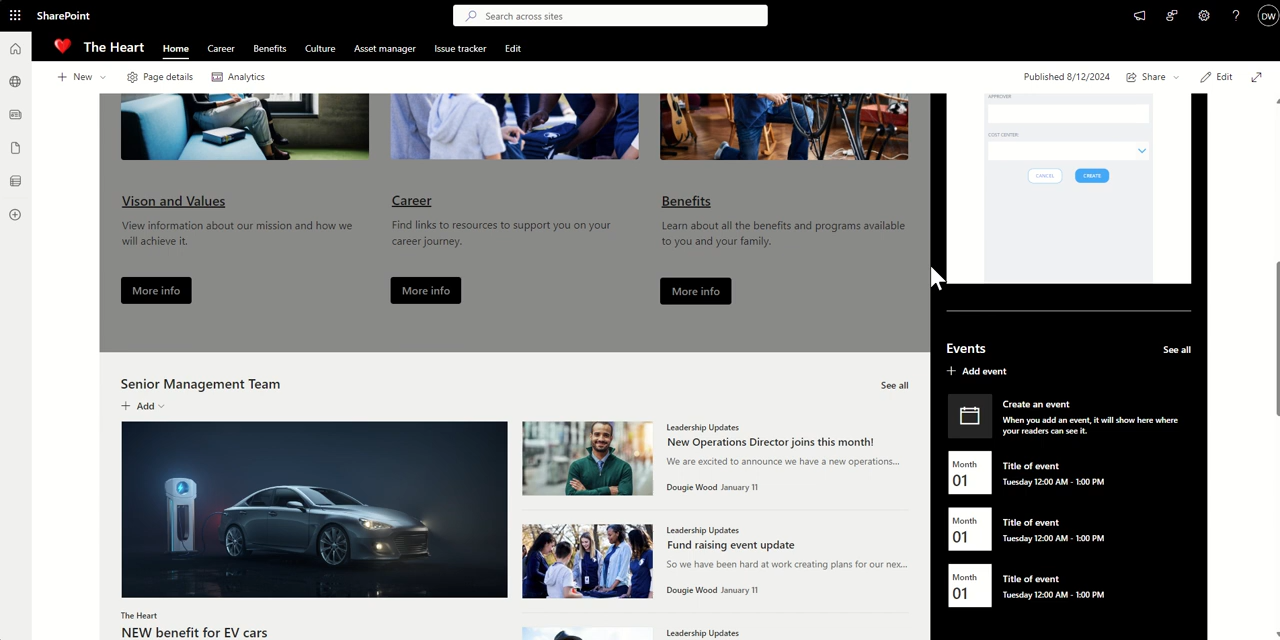 SharePoint
Search across sites
DW
The Heart
Home
Career
Benefits
Culture
Asset manager
Issue tracker
Edit
New
Page details
Analytics
Published 8/12/2024
Share
Edit
APPROVER
COST CENTER
CANCEL
CREATE
Vison and Values
View information about our mission and how we
will achieve it.
More info
Career
Find links to resources to support you on your
career journey.
More info
Benefits
Learn about all the benefits and programs available
to you and your family.
More info
Senior Management Team
See all
Add
The Heart
NEW benefit for EV cars
Leadership Updates
New Operations Director joins this month!
We are excited to announce we have a new operations...
Dougie Wood January 11
Leadership Updates
Fund raising event update
So we have been hard at work creating plans for our nex...
Dougie Wood January 11
Leadership Updates
Events
See all
Add event
Create an event
When you add an event, it will show here where
your readers can see it.
Month
01
Title of event
Tuesday 12:00 AM - 1:00 PM
Month
01
Title of event
Tuesday 12:00 AM - 1:00 PM
Month
01
Title of event
Tuesday 12:00 AM - 1:00 PM